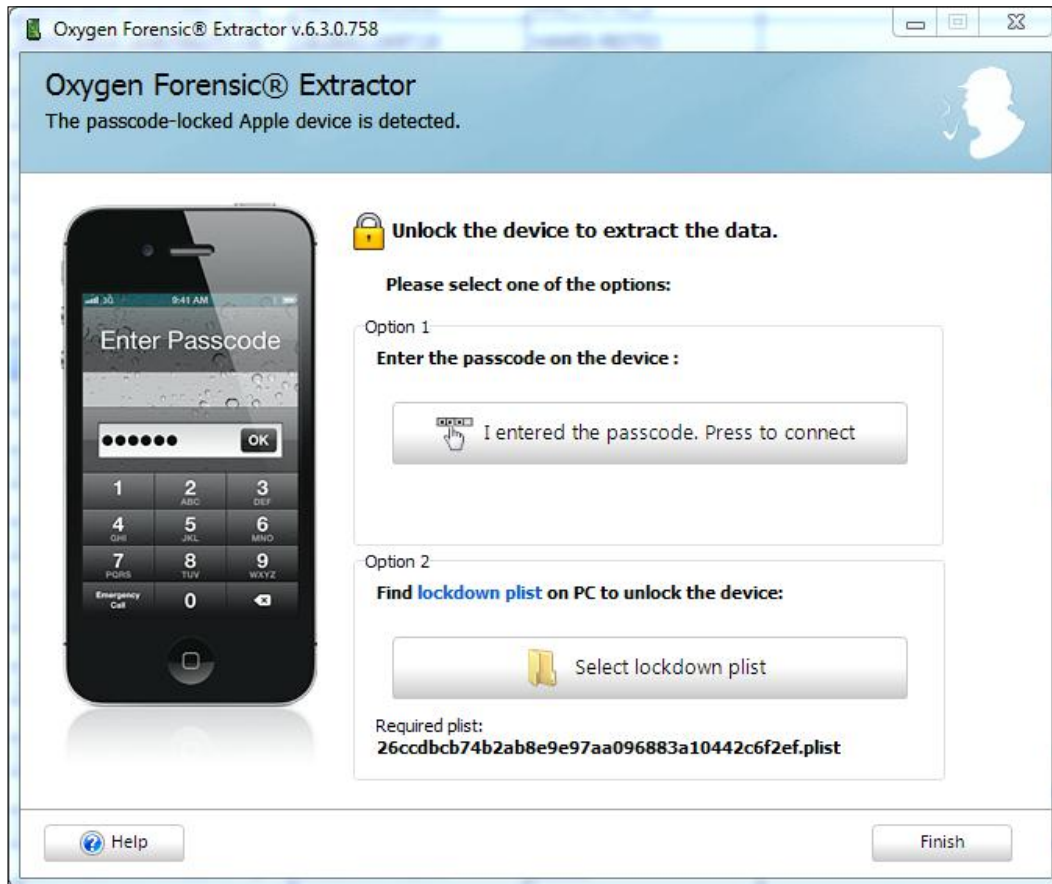 Oxygen Forensic® Extractor v.6.3.0.758
Oxygen Forensic® Extractor
The passcode-locked Apple device is detected.
Unlock the device to extract the data.
Please select one of the options:
Option 1
Enter the passcode on the device :
I entered the passcode. Press to connect
Option 2
Find lockdown plist on PC to unlock the device:
Select lockdown plist
Required plist:
26ccdbcb74b2ab8e9e97aa096883a10442c6f2ef.plist
3G 9:41 AM
Enter Passcode
OK
1 2 3
ABC DEF
4 5 6
GHI JKL MNO
7 8 9
PQRS TUV WXYZ
Emergency
Call
0
Help
Finish